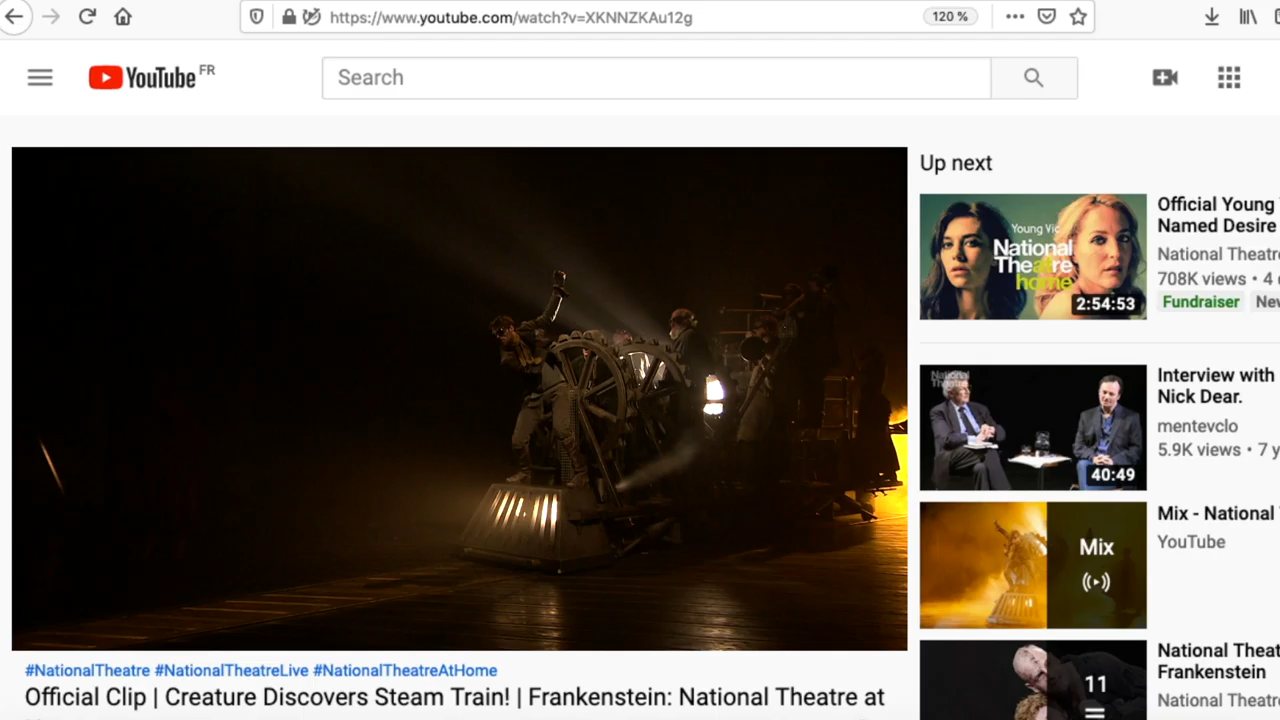 https://www.youtube.com/watch?v=XKNNZKAu12g
120 %
YouTube FR
Search
Up next
Young Vic
National
Theatre
home
2:54:53
Official Young
Named Desire
National Theatre
708K views • 4
Fundraiser
New
National
Theatre
40:49
Interview with
Nick Dear.
mentevclo
5.9K views • 7 y
Mix
Mix - National
YouTube
11
National Theat
Frankenstein
National Theatre
#NationalTheatre #NationalTheatreLive #NationalTheatreAtHome
Official Clip | Creature Discovers Steam Train! | Frankenstein: National Theatre at